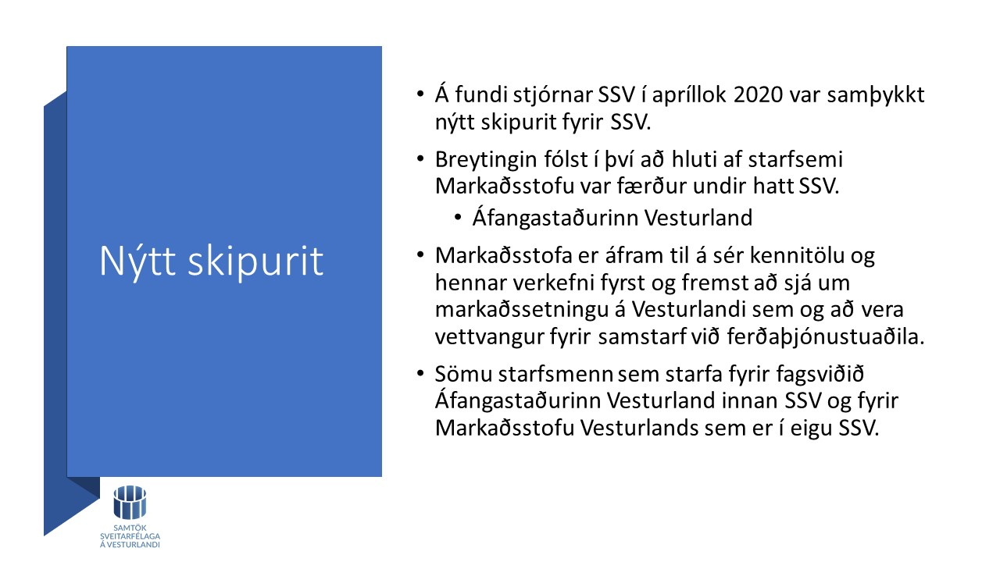 Nýtt skipurit
• Á fundi stjórnar SSV í apríllok 2020 var samþykkt
nýtt skipurit fyrir SSV.
• Breytingin fólst í því að hluti af starfsemi
Markaðsstofu var færður undir hatt SSV.
• Áfangastaðurinn Vesturland
• Markaðsstofa er áfram til á sér kennitölu og
hennar verkefni fyrst og fremst að sjá um
markaðssetningu á Vesturlandi sem og að vera
vettvangur fyrir samstarf við ferðaþjónustuaðila.
• Sömu starfsmenn sem starfa fyrir fagsviðið
Áfangastaðurinn Vesturland innan SSV og fyrir
Markaðsstofu Vesturlands sem er í eigu SSV.
SAMTÖK
SVEITARFÉLAGA
Á VESTURLANDI